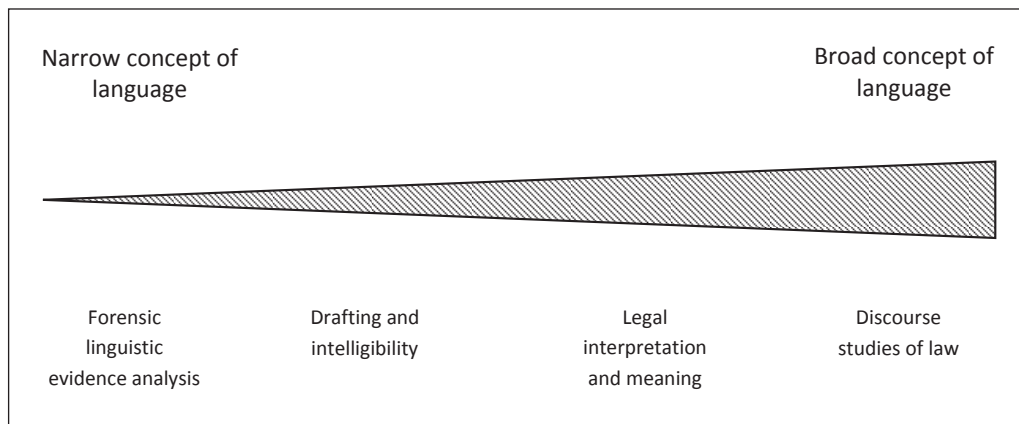 Narrow concept of
language
Broad concept of
language
Forensic
linguistic
evidence analysis
Drafting and
intelligibility
Legal
interpretation
and meaning
Discourse
studies of law